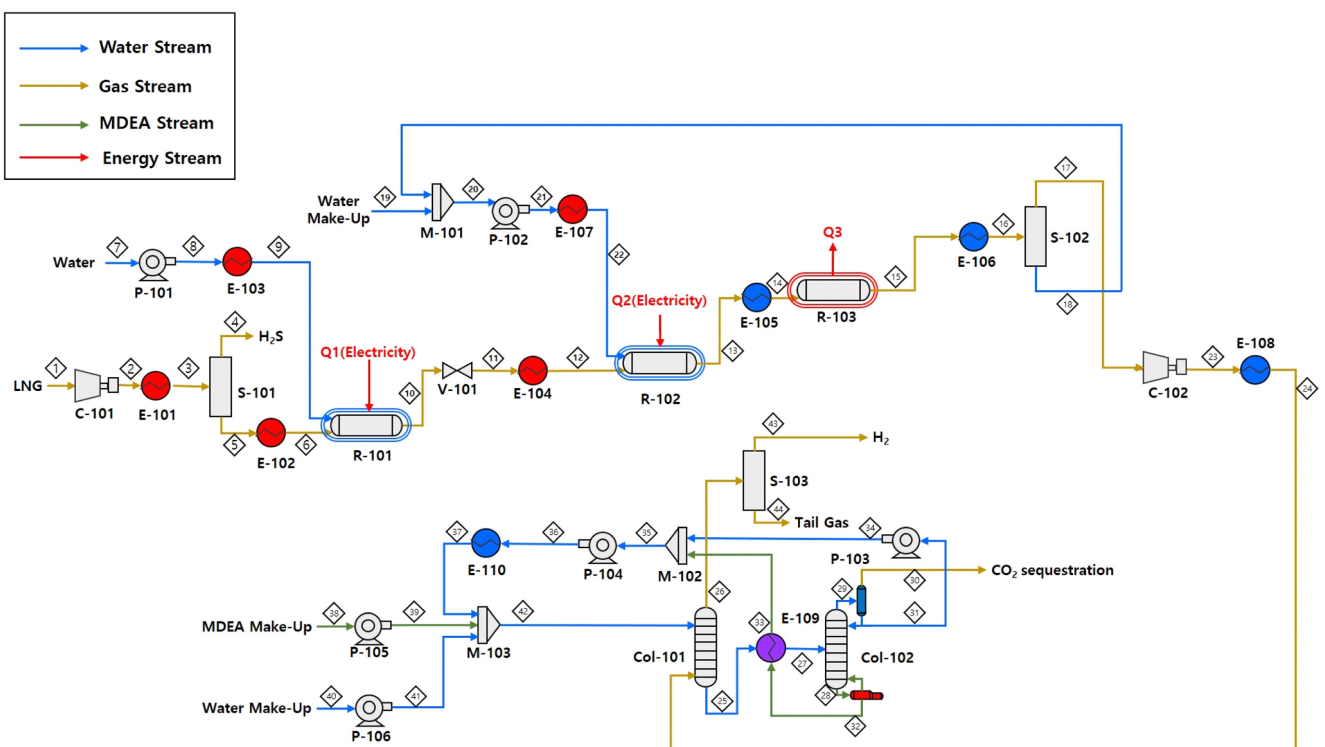 Water Stream
Gas Stream
MDEA Stream
Energy Stream
17
19
20
21
Water
Make-Up
M-101
P-102
E-107
Q3
16
S-102
E-106
7
8
9
22
Water
P-101
E-103
14
15
18
E-105
R-103
Q2(Electricity)
4
H2S
Q1(Electricity)
13
1
2
3
11
12
23
E-108
24
LNG
C-101
E-101
S-101
10
V-101
E-104
R-102
C-102
5
6
E-102
R-101
43
H2
S-103
44
Tail Gas
37
36
35
34
E-110
P-104
M-102
P-103
30
CO2 sequestration
26
29
31
38
39
42
33
E-109
MDEA Make-Up
P-105
M-103
Col-101
27
Col-102
40
41
25
28
Water Make-Up
32
P-106